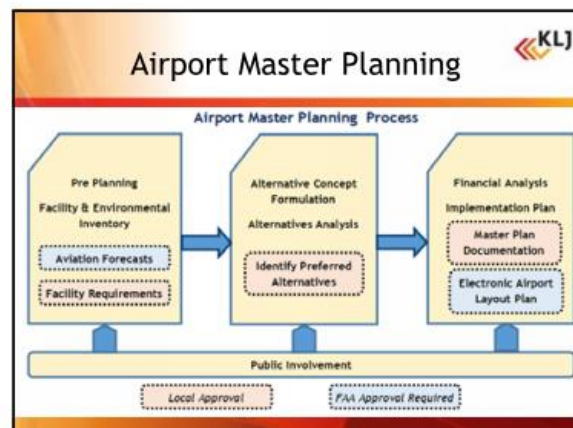 KLJ
Airport Master Planning
Airport Master Planning Process
Pre Planning
Facility & Environmental
Inventory
Aviation Forecasts
Facility Requirements
Alternative Concept
Formulation
Alternatives Analysis
Identify Preferred
Alternatives
Financial Analysis
Implementation Plan
Master Plan
Documentation
Electronic Airport
Layout Plan
Public Involvement
Local Approval
FAA Approval Required